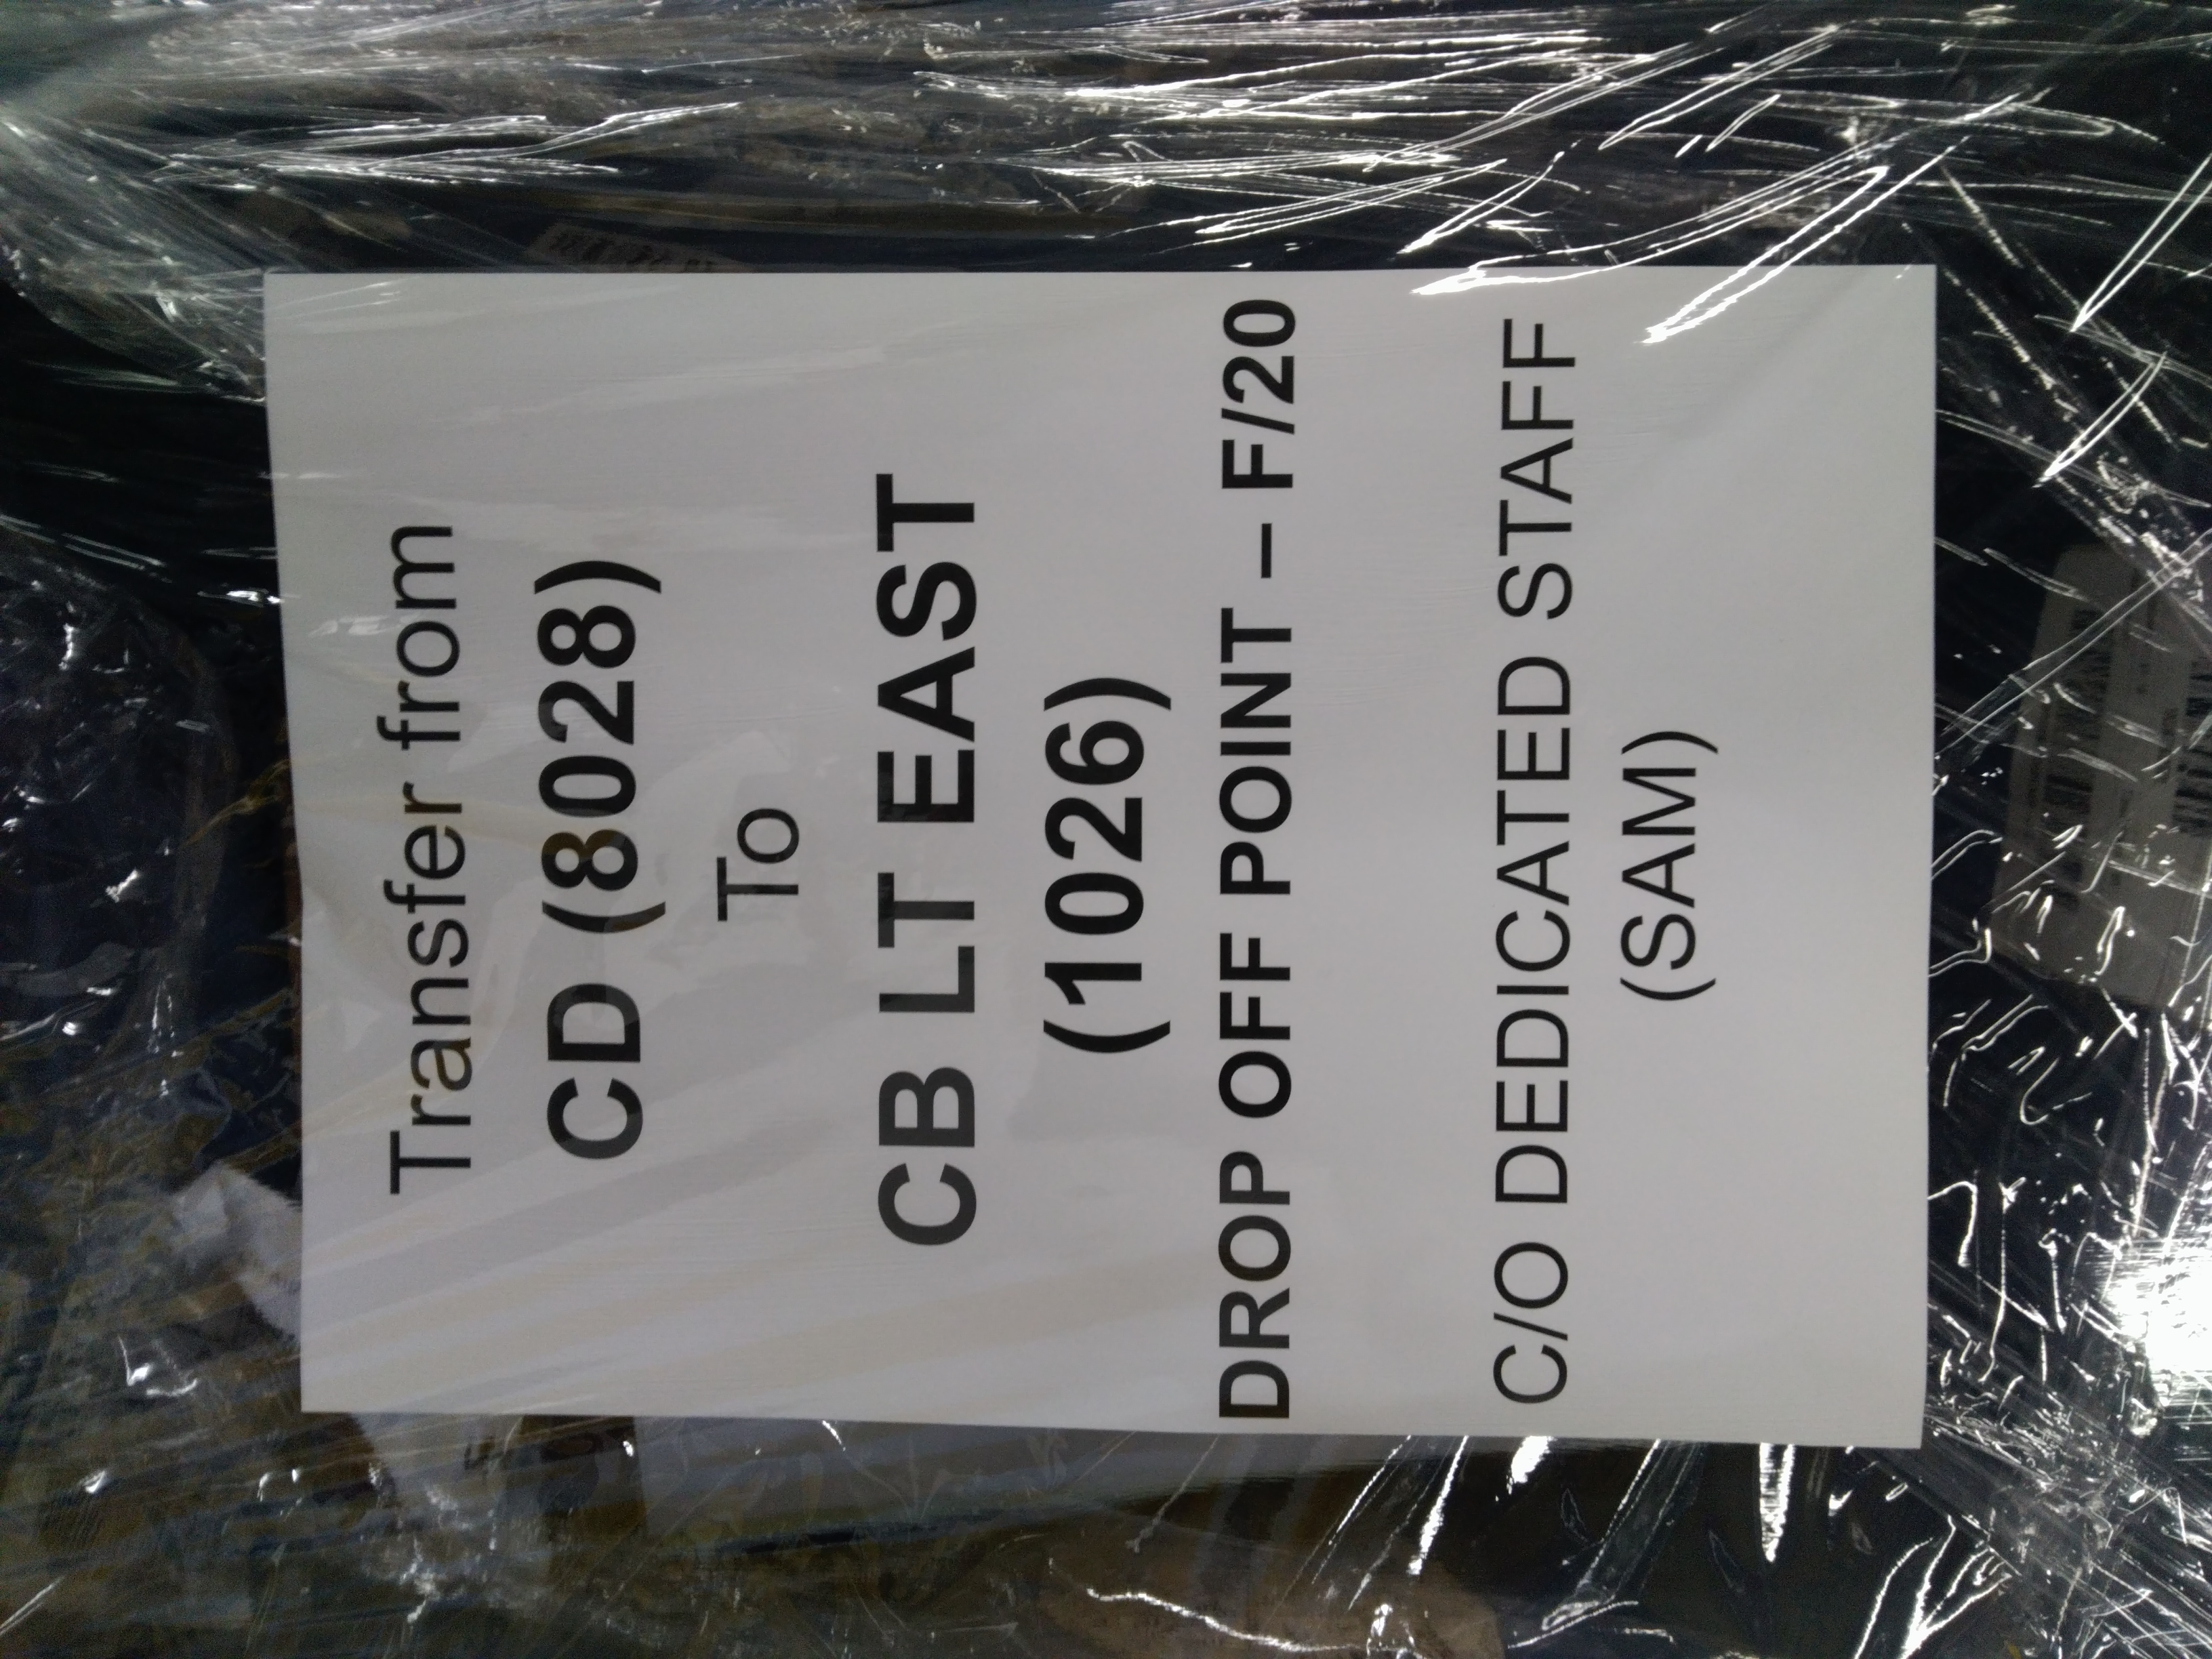 Transfer from
CD (8028)
To
CB LT EAST
(1026)
DROP OFF POINT – F/20
C/O DEDICATED STAFF
(SAM)